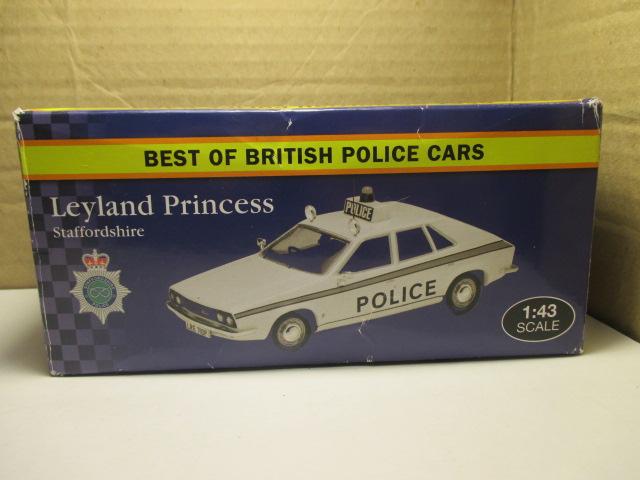 BEST OF BRITISH POLICE CARS
Leyland Princess
Staffordshire
POLICE
POLICE
1:43
SCALE